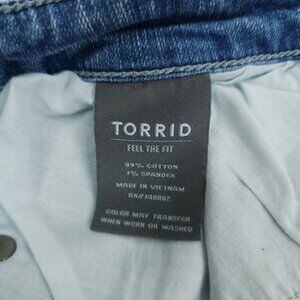 TORRID
FEEL THE FIT
99% COTTON
1% SPANDEX
MADE IN VIETNAM
RN#148882
COLOR MAY TRANSFER
WHEN WORN OR WASHED